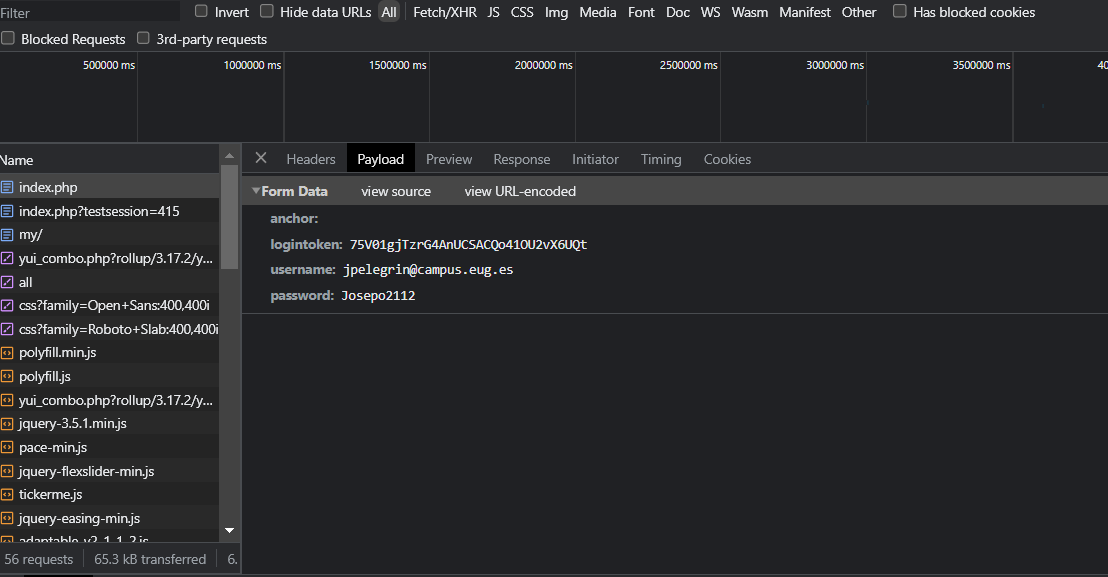 Filter Invert Hide data URLs All Fetch/XHR JS CSS Img Media Font Doc WS Wasm Manifest Other Has blocked cookies
Blocked Requests 3rd-party requests
500000 ms 1000000 ms 1500000 ms 2000000 ms 2500000 ms 3000000 ms 3500000 ms 40
Name
Headers Payload Preview Response Initiator Timing Cookies
index.php
index.php?testsession=415
my/
yui_combo.php?rollup/3.17.2/y...
all
css?family=Open+Sans:400,400i
css?family=Roboto+Slab:400,400i
polyfill.min.js
polyfill.js
yui_combo.php?rollup/3.17.2/y...
jquery-3.5.1.min.js
pace-min.js
jquery-flexslider-min.js
tickerme.js
jquery-easing-min.js
adaptable_v2_1_1_2.js
56 requests 65.3 kB transferred 6.
Form Data view source view URL-encoded
anchor:
logintoken: 75V01gjTzrG4AnUCSACQo41OU2vX6UQt
username: jpelegrin@campus.eug.es
password: Josepo2112